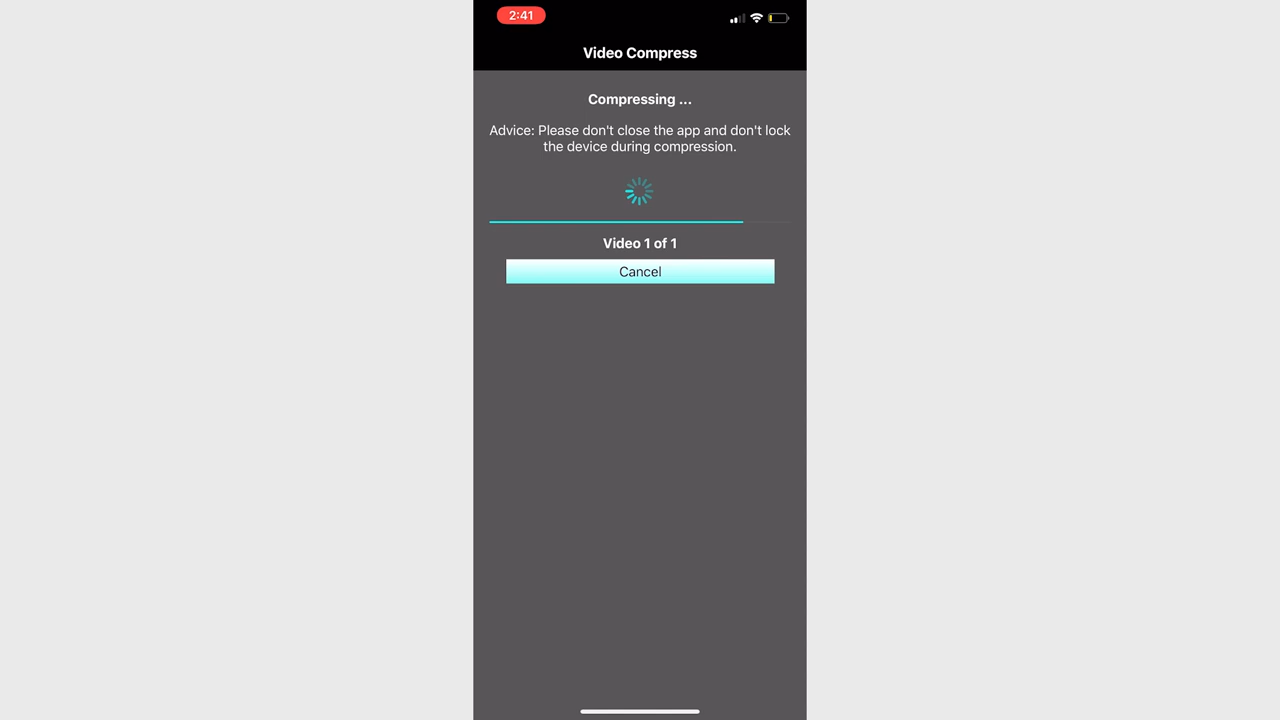 2:41
Video Compress
Compressing ...
Advice: Please don't close the app and don't lock
the device during compression.
Video 1 of 1
Cancel